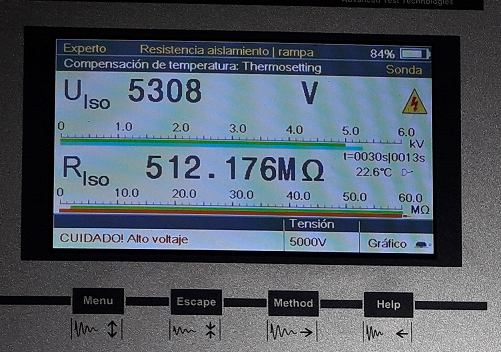 Advanced Test Technologies
Experto Resistencia aislamiento | rampa 84%
Compensación de temperatura: Thermosetting Sonda
UIso 5308 V
0 1.0 2.0 3.0 4.0 5.0 6.0
kV
t=0030s|0013s
RIso 512.176MΩ 22.6°C
0 10.0 20.0 30.0 40.0 50.0 60.0
MΩ
Tensión
CUIDADO! Alto voltaje 5000V Gráfico
Menu Escape Method Help